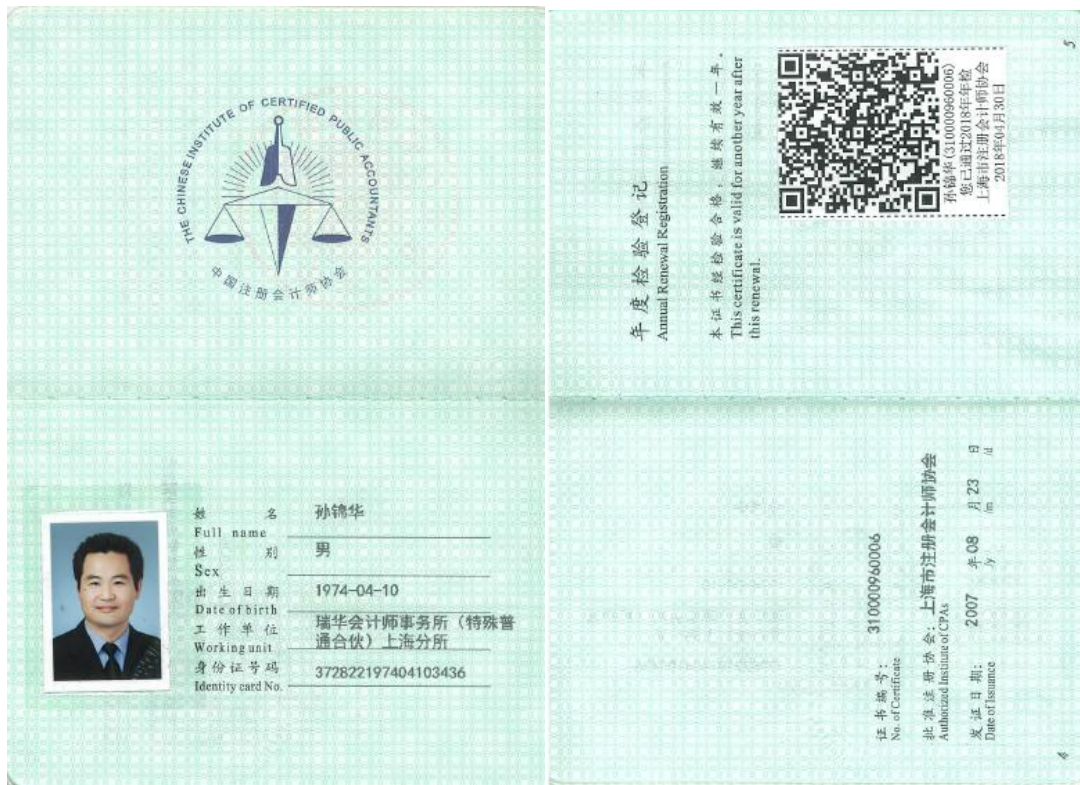 THE CHINESE INSTITUTE OF CERTIFIED PUBLIC ACCOUNTANTS
中国注册会计师协会
姓 名 孙锦华
Full name
性 别 男
Sex
出生日期 1974-04-10
Date of birth
工作单位 瑞华会计师事务所（特殊普
通合伙）上海分所
Working unit
身份证号码 372822197404103436
Identity card No.
5
年度检验登记
Annual Renewal Registration
本证书经检验合格，继续有效一年。
This certificate is valid for another year after
this renewal.
孙锦华(310000960006)
您已通过2018年年检
上海市注册会计师协会
2018年04月30日
证书编号： 310000960006
No. of Certificate
批准注册协会：上海市注册会计师协会
Authorized Institute of CPAs
发证日期： 2007 年 08 月 23 日
Date of Issuance /y /m /d
4